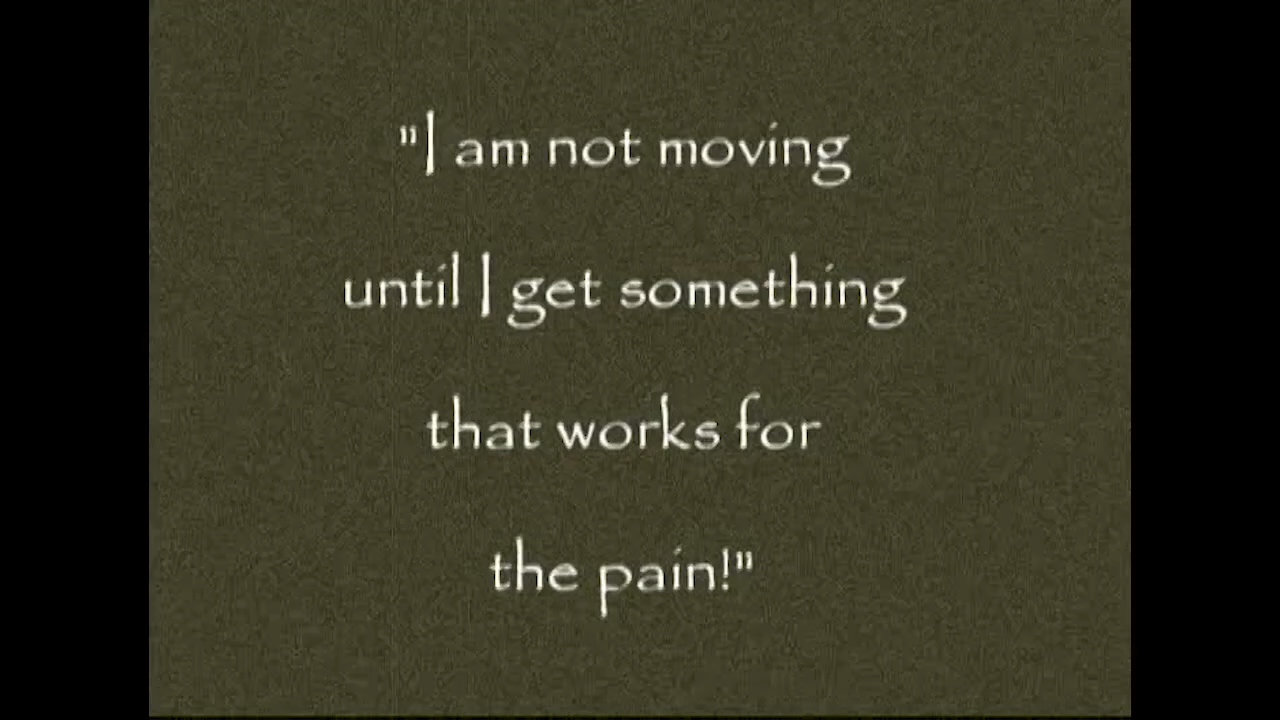 "I am not moving
until I get something
that works for
the pain!"